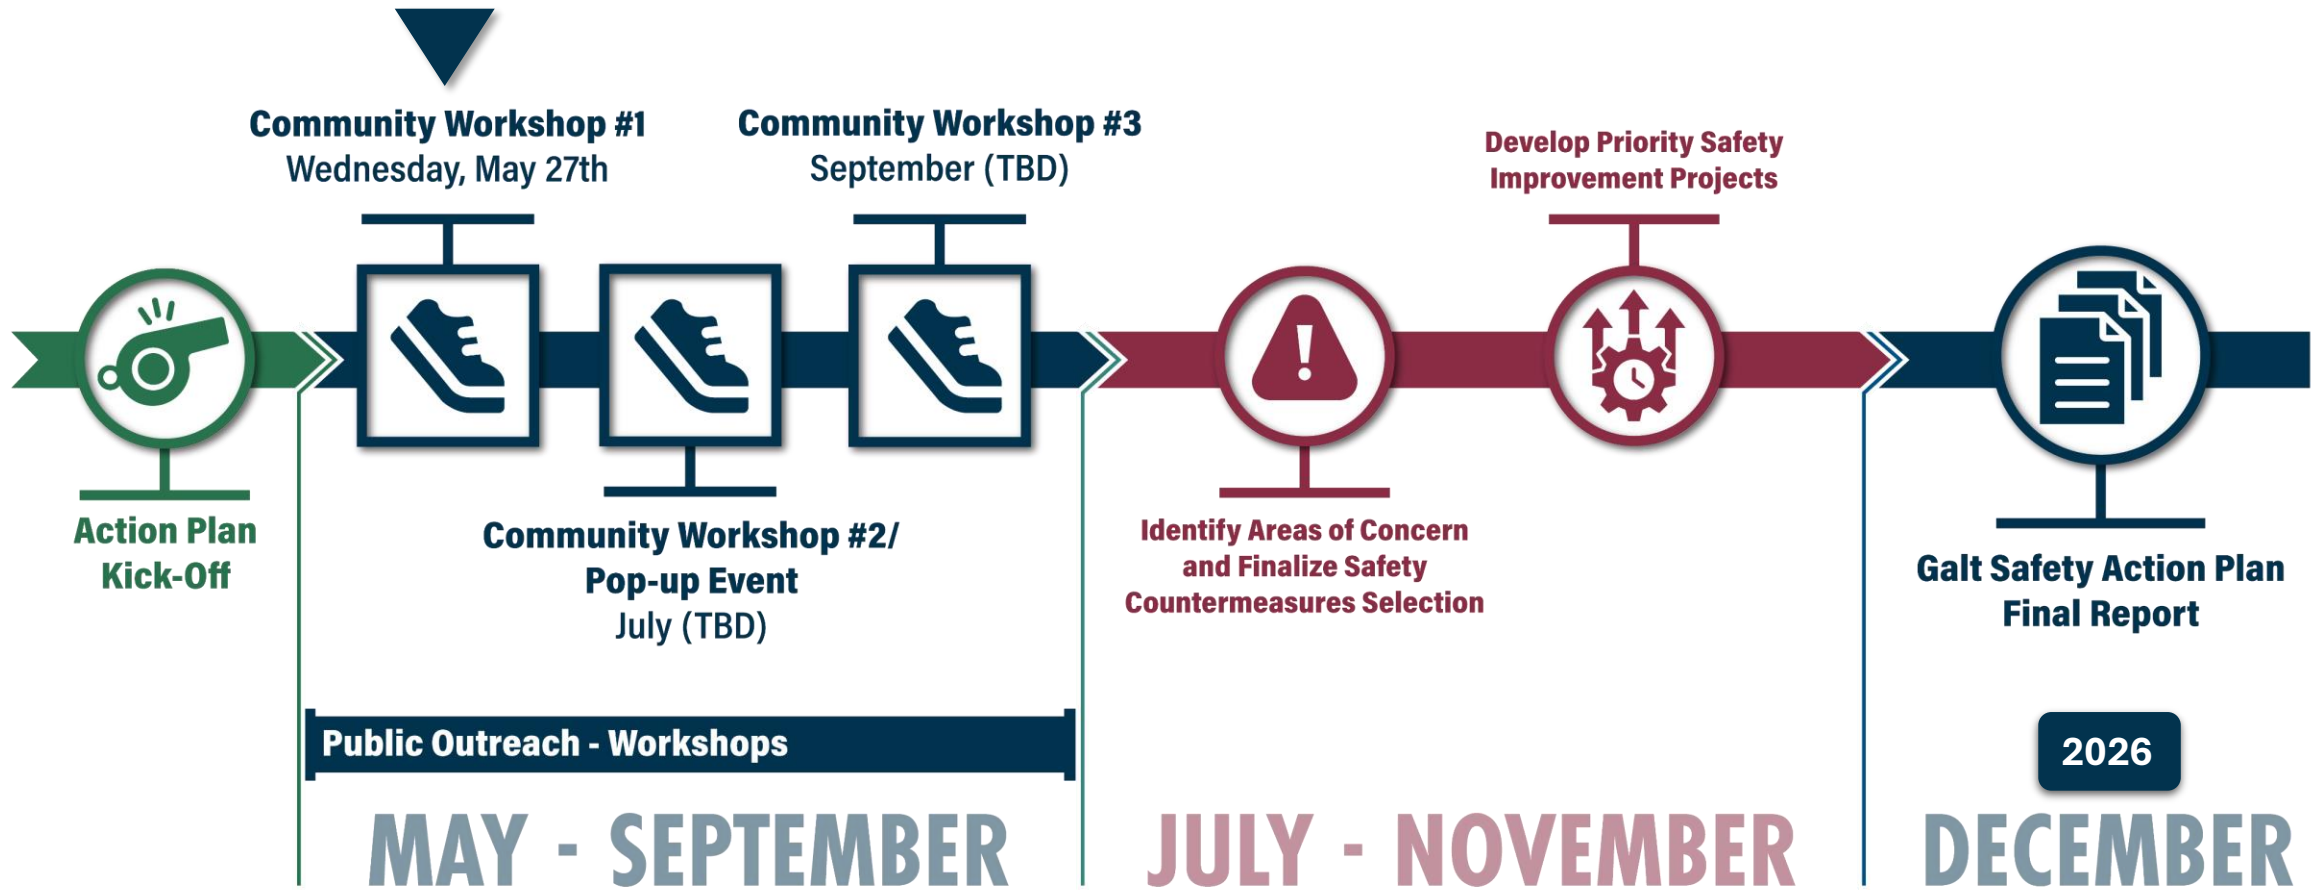 Community Workshop #1
Wednesday, May 27th
Community Workshop #3
September (TBD)
Develop Priority Safety
Improvement Projects
Action Plan
Kick-Off
Community Workshop #2/
Pop-up Event
July (TBD)
Identify Areas of Concern
and Finalize Safety
Countermeasures Selection
Galt Safety Action Plan
Final Report
Public Outreach - Workshops
2026
MAY - SEPTEMBER
JULY - NOVEMBER
DECEMBER